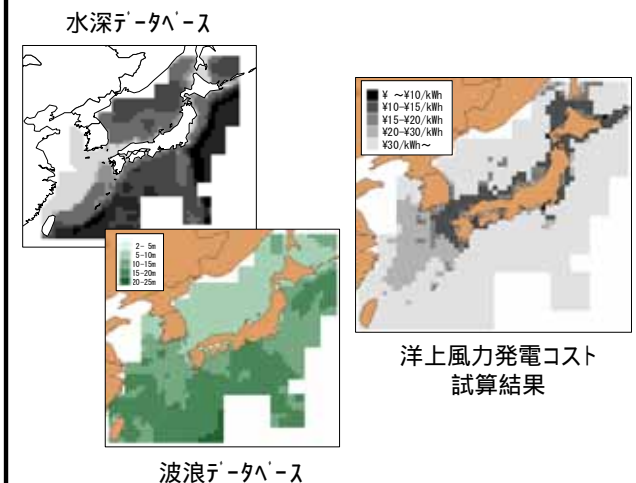 水深ﾃﾞｰﾀﾍﾞｰｽ
¥ ～¥10/kWh
¥10-¥15/kWh
¥15-¥20/kWh
¥20-¥30/kWh
¥30/kWh～
2- 5m
5-10m
10-15m
15-20m
20-25m
洋上風力発電コスト
試算結果
波浪ﾃﾞｰﾀﾍﾞｰｽ